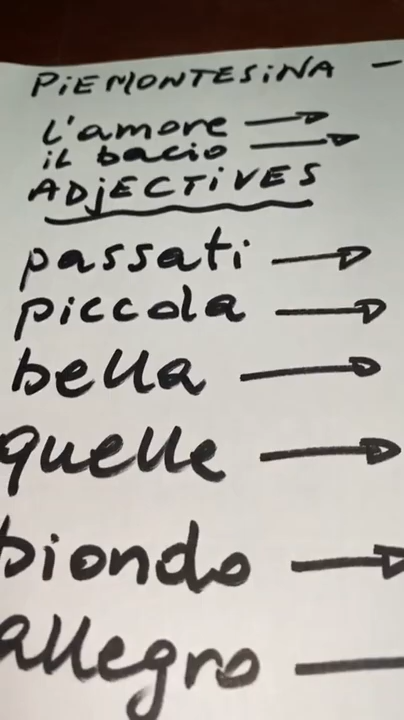 PiEMONTESiNA -
l'amore →
il bacio →
ADjECTiVES
passati →
piccola →
bella →
quelle →
biondo →
allegro →